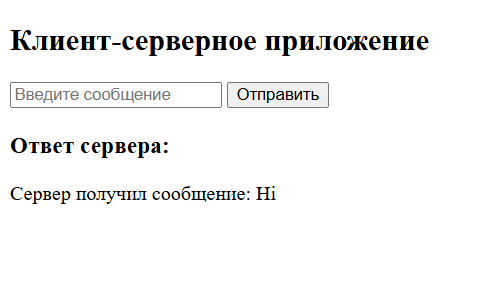 Клиент-серверное приложение
Введите сообщение Отправить
Ответ сервера:
Сервер получил сообщение: Hi